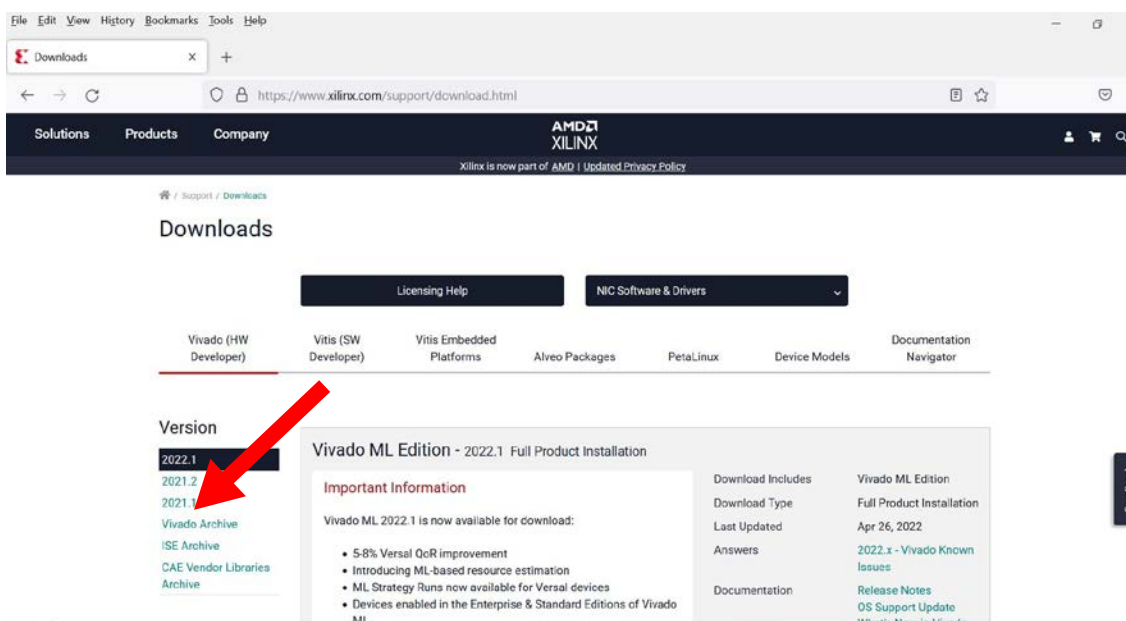 File Edit View History Bookmarks Tools Help
Downloads
https://www.xilinx.com/support/download.html
Solutions Products Company
AMD
XILINX
Xilinx is now part of AMD | Updated Privacy Policy
/ Support / Downloads
Downloads
Licensing Help NIC Software & Drivers
Vivado (HW Developer) Vitis (SW Developer) Vitis Embedded Platforms Alveo Packages PetaLinux Device Models Documentation Navigator
Version
2022.1
2021.2
2021.1
Vivado Archive
ISE Archive
CAE Vendor Libraries
Archive
Vivado ML Edition - 2022.1 Full Product Installation
Important Information
Vivado ML 2022.1 is now available for download:
• 5-8% Versal QoR improvement
• Introducing ML-based resource estimation
• ML Strategy Runs now available for Versal devices
• Devices enabled in the Enterprise & Standard Editions of Vivado
ML
Download Includes Vivado ML Edition
Download Type Full Product Installation
Last Updated Apr 26, 2022
Answers 2022.x - Vivado Known
Issues
Documentation Release Notes
OS Support Update